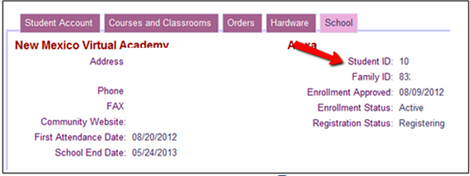 Student Account Courses and Classrooms Orders Hardware School
New Mexico Virtual Academy
Address
Phone
FAX
Community Website:
First Attendance Date: 08/20/2012
School End Date: 05/24/2013
Student ID: 10
Family ID: 83
Enrollment Approved: 08/09/2012
Enrollment Status: Active
Registration Status: Registering